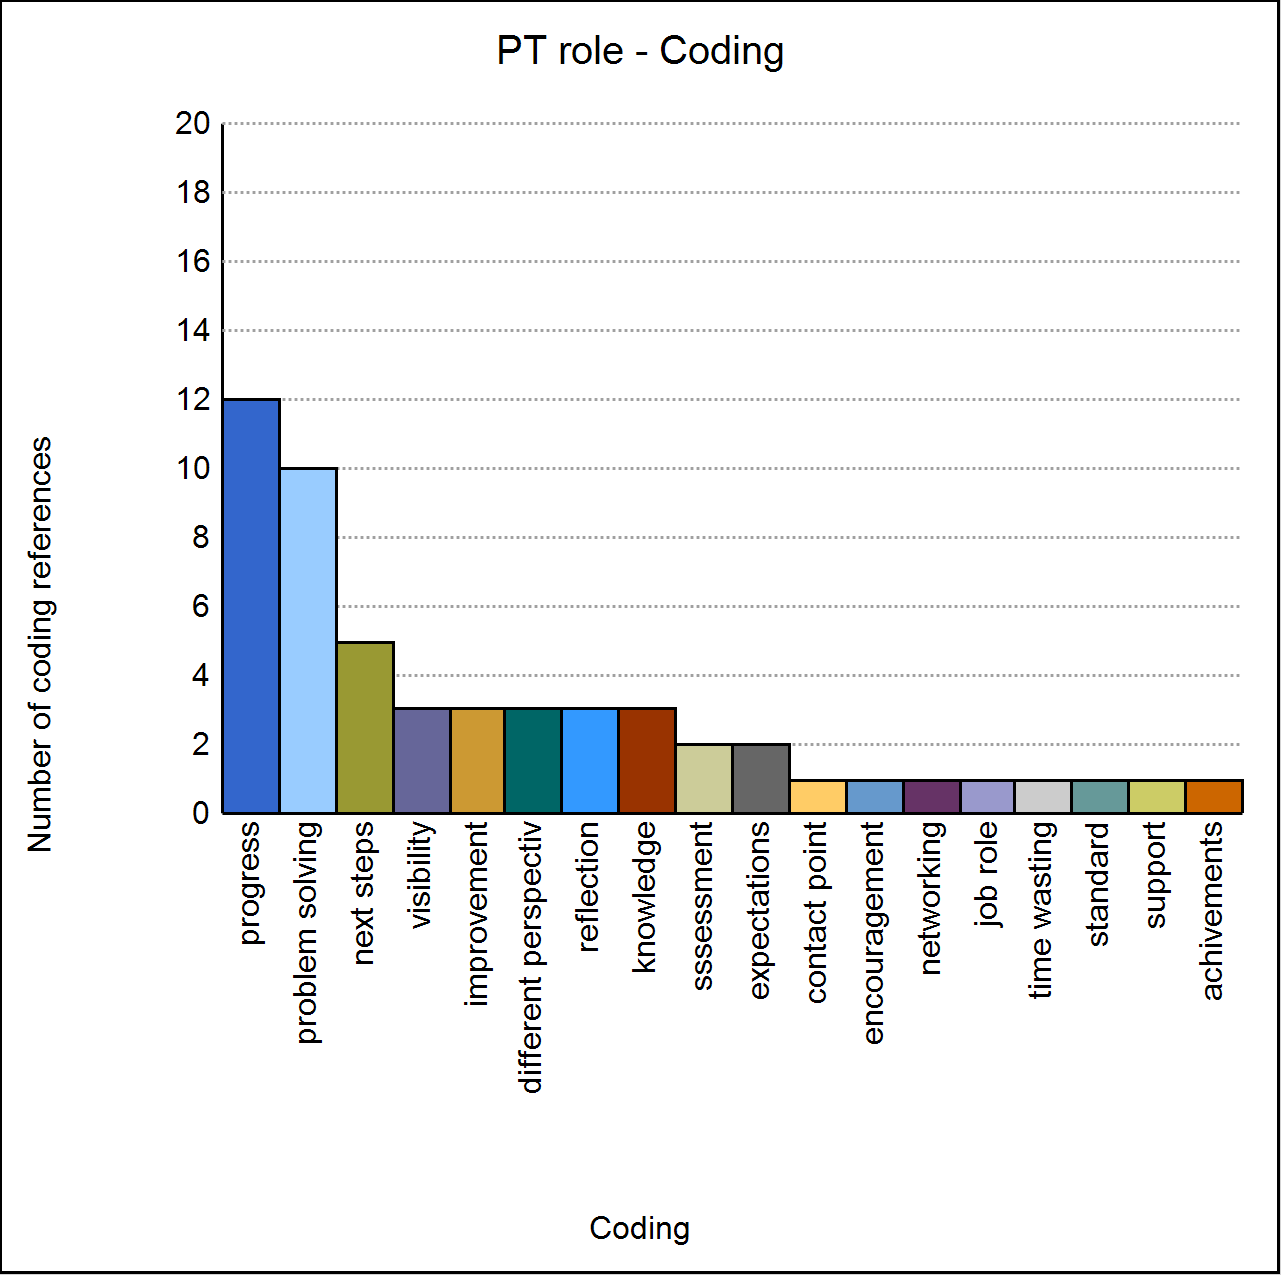 PT role - Coding
Number of coding references
20
18
16
14
12
10
8
6
4
2
0
progress
problem solving
next steps
visibility
improvement
different perspectiv
reflection
knowledge
sssessment
expectations
contact point
encouragement
networking
job role
time wasting
standard
support
achivements
Coding